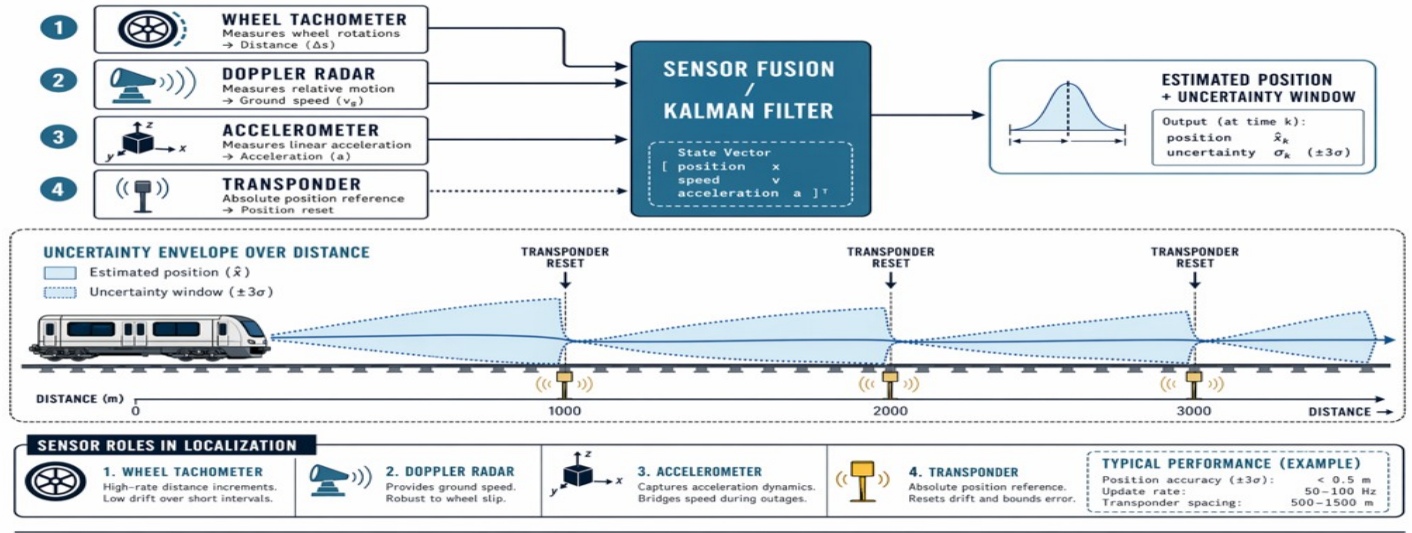 1
WHEEL TACHOMETER
Measures wheel rotations
→ Distance (Δs)
2
DOPPLER RADAR
Measures relative motion
→ Ground speed (vg)
3
z
y
x
ACCELEROMETER
Measures linear acceleration
→ Acceleration (a)
4
TRANSPONDER
Absolute position reference
→ Position reset
SENSOR FUSION
/
KALMAN FILTER
State Vector
[ position x
speed v
acceleration a ]ᵀ
ESTIMATED POSITION
+ UNCERTAINTY WINDOW
Output (at time k):
position x̂ₖ
uncertainty σₖ (±3σ)
UNCERTAINTY ENVELOPE OVER DISTANCE
Estimated position (x̂)
Uncertainty window (±3σ)
TRANSPONDER
RESET
TRANSPONDER
RESET
TRANSPONDER
RESET
DISTANCE (m)
0
1000
2000
3000
DISTANCE →
SENSOR ROLES IN LOCALIZATION
1. WHEEL TACHOMETER
High-rate distance increments.
Low drift over short intervals.
2. DOPPLER RADAR
Provides ground speed.
Robust to wheel slip.
z
y
x
3. ACCELEROMETER
Captures acceleration dynamics.
Bridges speed during outages.
4. TRANSPONDER
Absolute position reference.
Resets drift and bounds error.
TYPICAL PERFORMANCE (EXAMPLE)
Position accuracy (±3σ): < 0.5 m
Update rate: 50–100 Hz
Transponder spacing: 500–1500 m